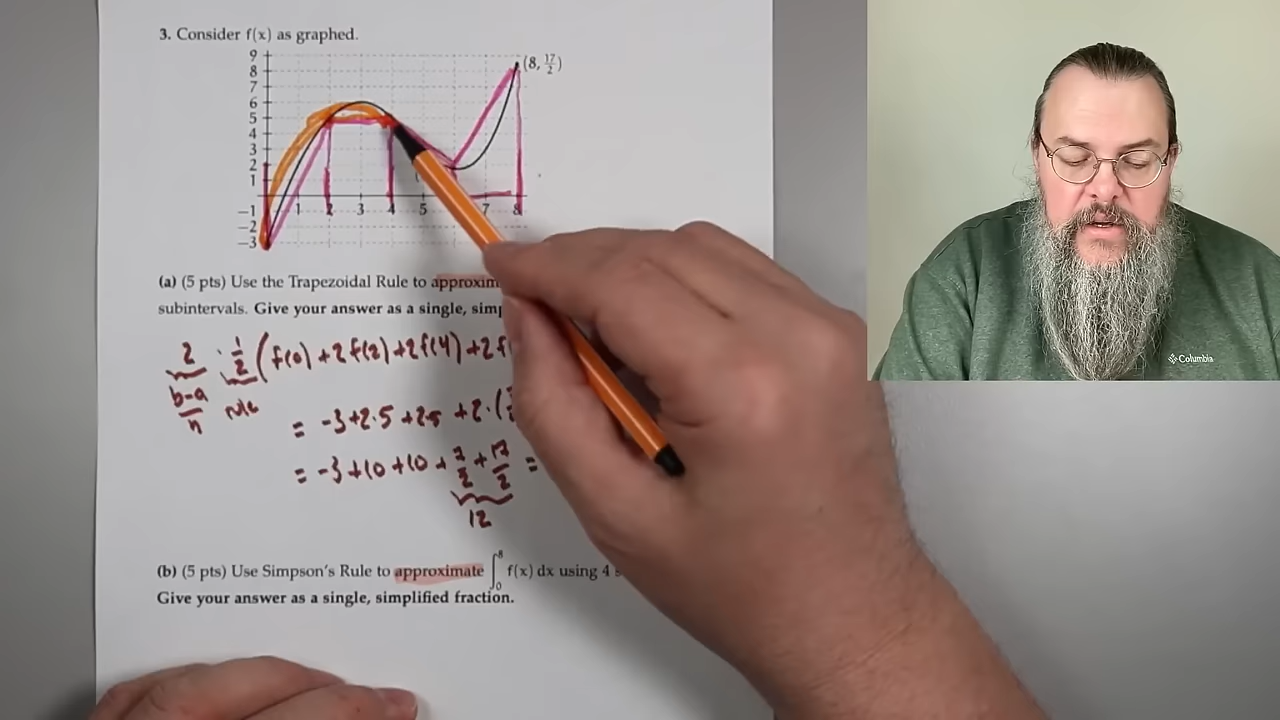 3. Consider f(x) as graphed.
9
8
7
6
5
4
3
2
1
−1
−2
−3
1 2 3 4 5 7 8
(8, 17/2)
(a) (5 pts) Use the Trapezoidal Rule to
subintervals. Give your answer as a single,
2 · 1/2 (f(0) + 2f(2) + 2f(4) + 2f
b-a/n rule
= -3 + 2·5 + 2·5 + 2·(
= -3 + 10 + 10 + 7/2 + 17/2 =
12
(b) (5 pts) Use Simpson's Rule to approximate ∫₀⁸ f(x) dx using 4
Give your answer as a single, simplified fraction.
Columbia